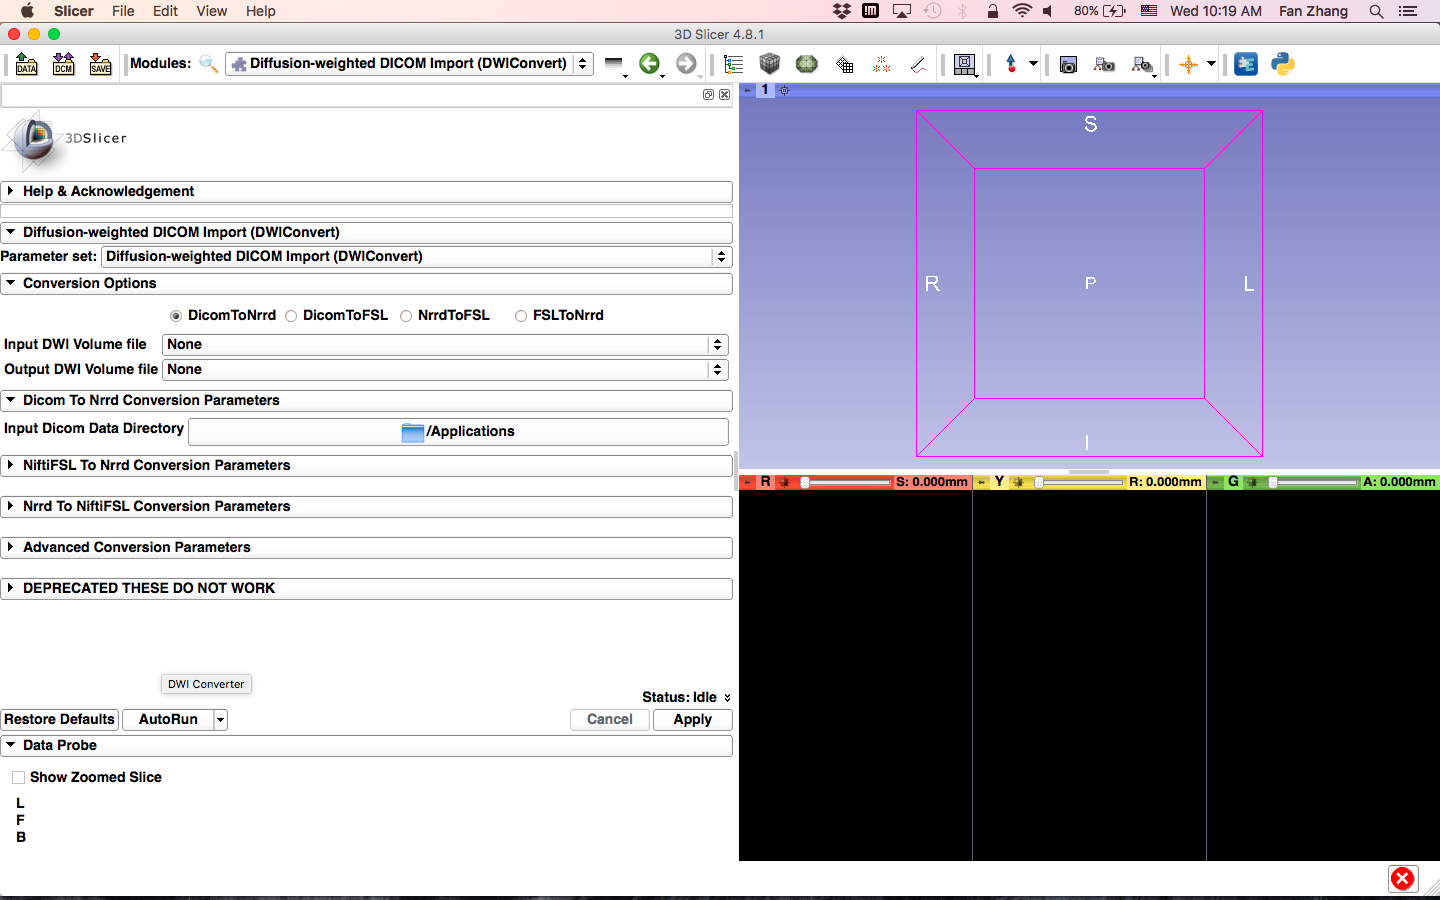 Slicer File Edit View Help 80% Wed 10:19 AM Fan Zhang
3D Slicer 4.8.1
DATA DCM SAVE Modules: Diffusion-weighted DICOM Import (DWIConvert)
1
3DSlicer
Help & Acknowledgement
Diffusion-weighted DICOM Import (DWIConvert)
Parameter set: Diffusion-weighted DICOM Import (DWIConvert)
Conversion Options
DicomToNrrd DicomToFSL NrrdToFSL FSLToNrrd
Input DWI Volume file None
Output DWI Volume file None
Dicom To Nrrd Conversion Parameters
Input Dicom Data Directory /Applications
NiftiFSL To Nrrd Conversion Parameters
Nrrd To NiftiFSL Conversion Parameters
Advanced Conversion Parameters
DEPRECATED THESE DO NOT WORK
DWI Converter
Status: Idle
Restore Defaults AutoRun Cancel Apply
Data Probe
Show Zoomed Slice
L
F
B
S
R P L
I
R S: 0.000mm Y R: 0.000mm G A: 0.000mm